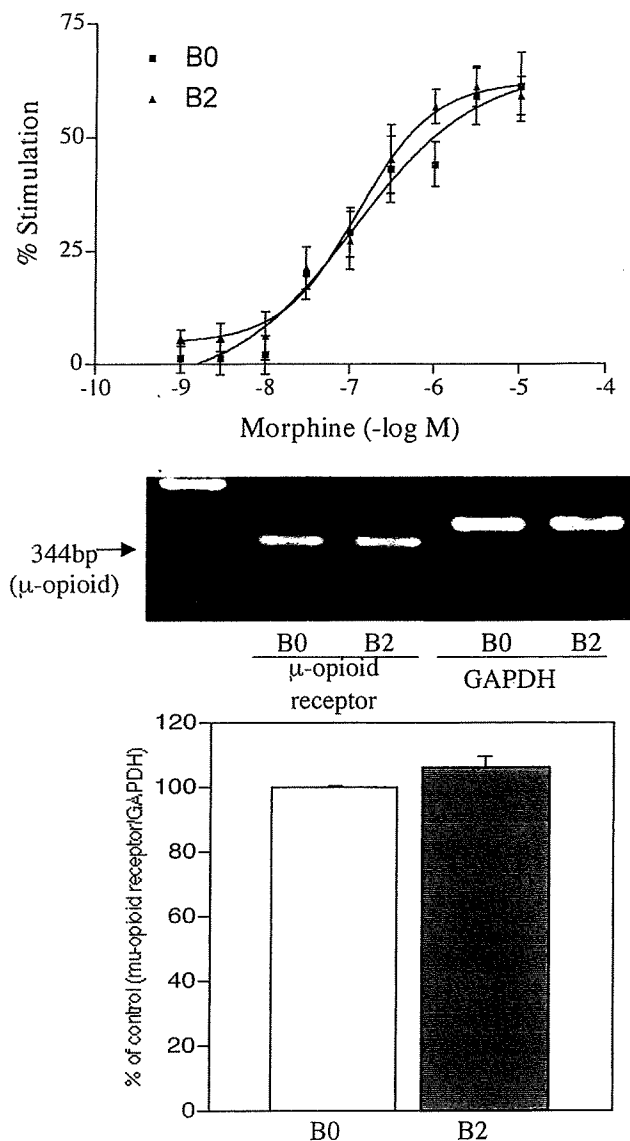 75
B0
B2
50
25
0
% Stimulation
-10 -9 -8 -7 -6 -5 -4
Morphine (-log M)
344bp
(μ-opioid)
B0 B2 B0 B2
μ-opioid
receptor
GAPDH
120
100
80
60
40
20
0
% of control (mu-opioid receptor/GAPDH)
B0 B2